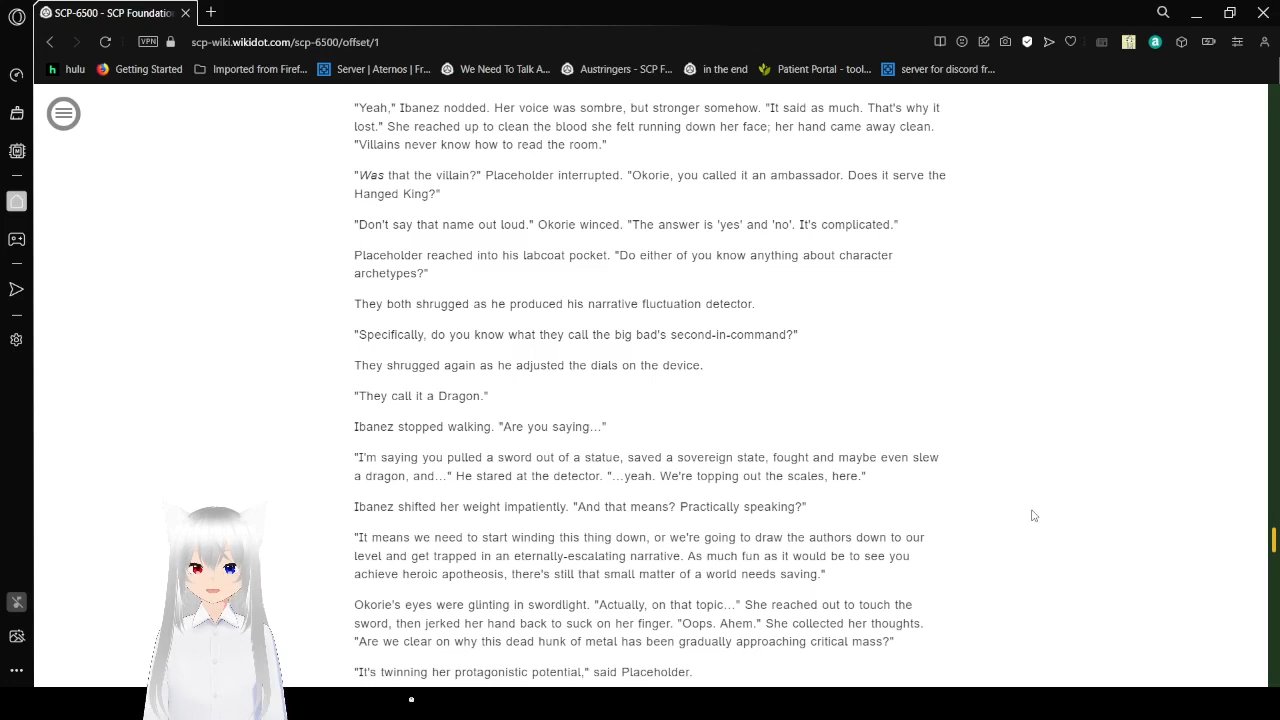 SCP-6500 - SCP Foundatio
VPN
scp-wiki.wikidot.com/scp-6500/offset/1
hulu
Getting Started
Imported from Firef...
Server | Aternos | Fr...
We Need To Talk A...
Austringers - SCP F...
in the end
Patient Portal - tool...
server for discord fr...
"Yeah," Ibanez nodded. Her voice was sombre, but stronger somehow. "It said as much. That's why it
lost." She reached up to clean the blood she felt running down her face; her hand came away clean.
"Villains never know how to read the room."
"Was that the villain?" Placeholder interrupted. "Okorie, you called it an ambassador. Does it serve the
Hanged King?"
"Don't say that name out loud." Okorie winced. "The answer is 'yes' and 'no'. It's complicated."
Placeholder reached into his labcoat pocket. "Do either of you know anything about character
archetypes?"
They both shrugged as he produced his narrative fluctuation detector.
"Specifically, do you know what they call the big bad's second-in-command?"
They shrugged again as he adjusted the dials on the device.
"They call it a Dragon."
Ibanez stopped walking. "Are you saying…"
"I'm saying you pulled a sword out of a statue, saved a sovereign state, fought and maybe even slew
a dragon, and…" He stared at the detector. "…yeah. We're topping out the scales, here."
Ibanez shifted her weight impatiently. "And that means? Practically speaking?"
"It means we need to start winding this thing down, or we're going to draw the authors down to our
level and get trapped in an eternally-escalating narrative. As much fun as it would be to see you
achieve heroic apotheosis, there's still that small matter of a world needs saving."
Okorie's eyes were glinting in swordlight. "Actually, on that topic…" She reached out to touch the
sword, then jerked her hand back to suck on her finger. "Oops. Ahem." She collected her thoughts.
"Are we clear on why this dead hunk of metal has been gradually approaching critical mass?"
"It's twinning her protagonistic potential," said Placeholder.